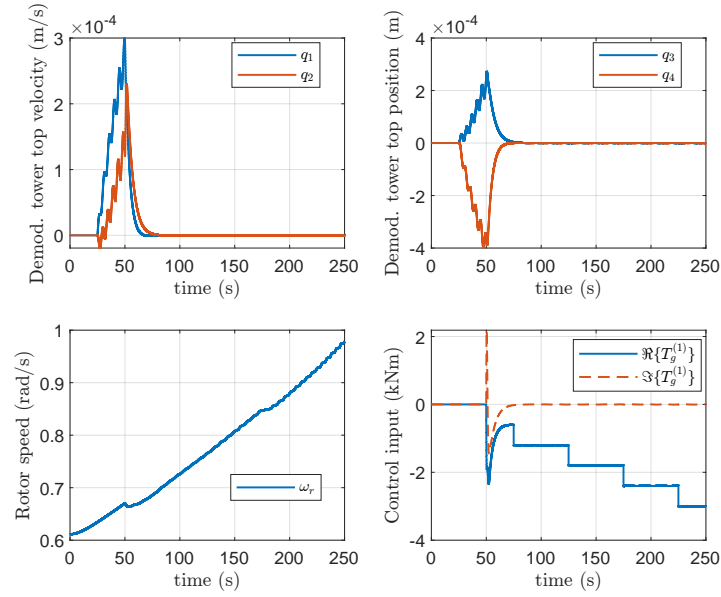 ×10⁻⁴
3
2
1
0
0 50 100 150 200 250
time (s)
Demod. tower top velocity (m/s)
q₁
q₂
×10⁻⁴
4
2
0
-2
-4
0 50 100 150 200 250
time (s)
Demod. tower top position (m)
q₃
q₄
1
0.9
0.8
0.7
0.6
0 50 100 150 200 250
time (s)
Rotor speed (rad/s)
ωᵣ
2
0
-2
-4
0 50 100 150 200 250
time (s)
Control input (kNm)
ℜ{T_g^{(1)}}
ℑ{T_g^{(1)}}